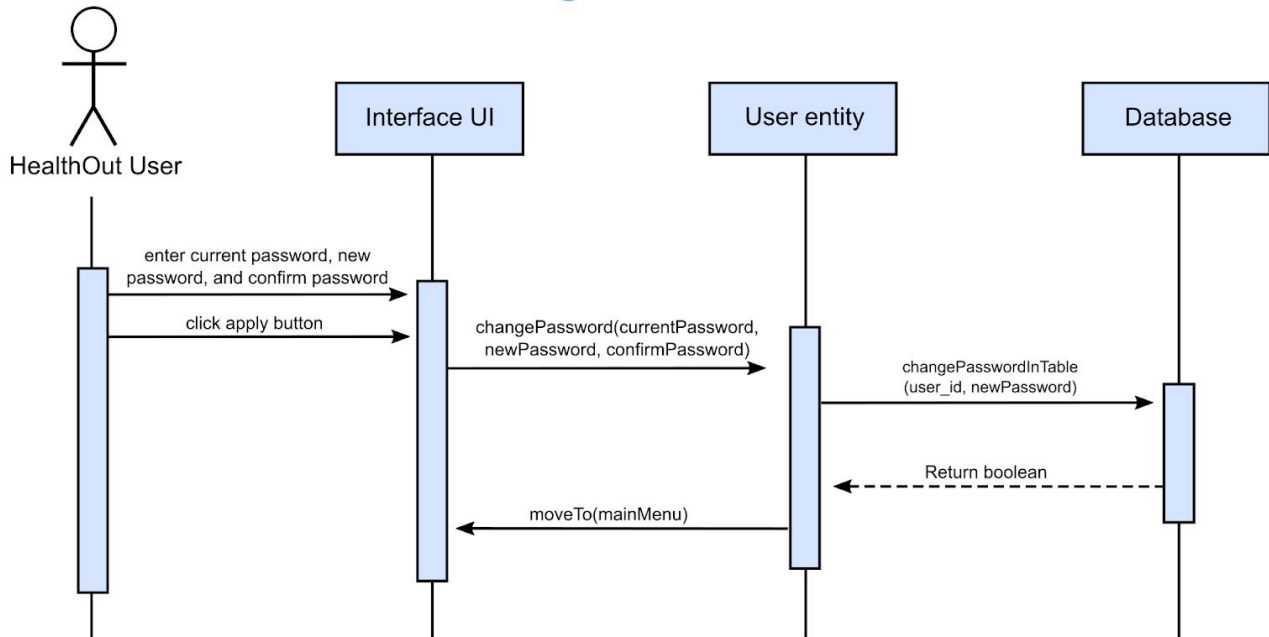 HealthOut User
Interface UI
User entity
Database
enter current password, new
password, and confirm password
click apply button
changePassword(currentPassword,
newPassword, confirmPassword)
changePasswordInTable
(user_id, newPassword)
Return boolean
moveTo(mainMenu)